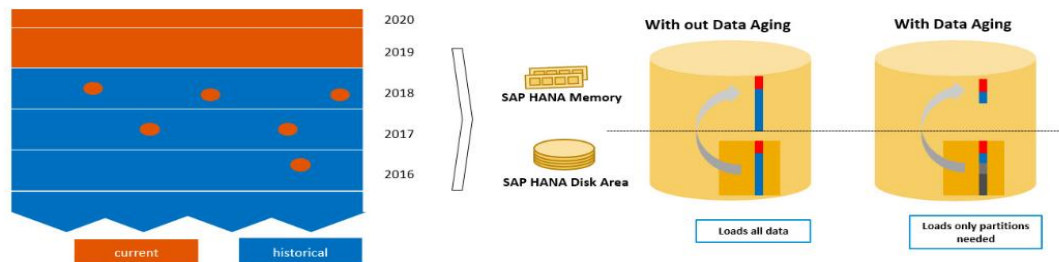 2020
2019
2018
2017
2016
current
historical
SAP HANA Memory
SAP HANA Disk Area
With out Data Aging
Loads all data
With Data Aging
Loads only partitions
needed